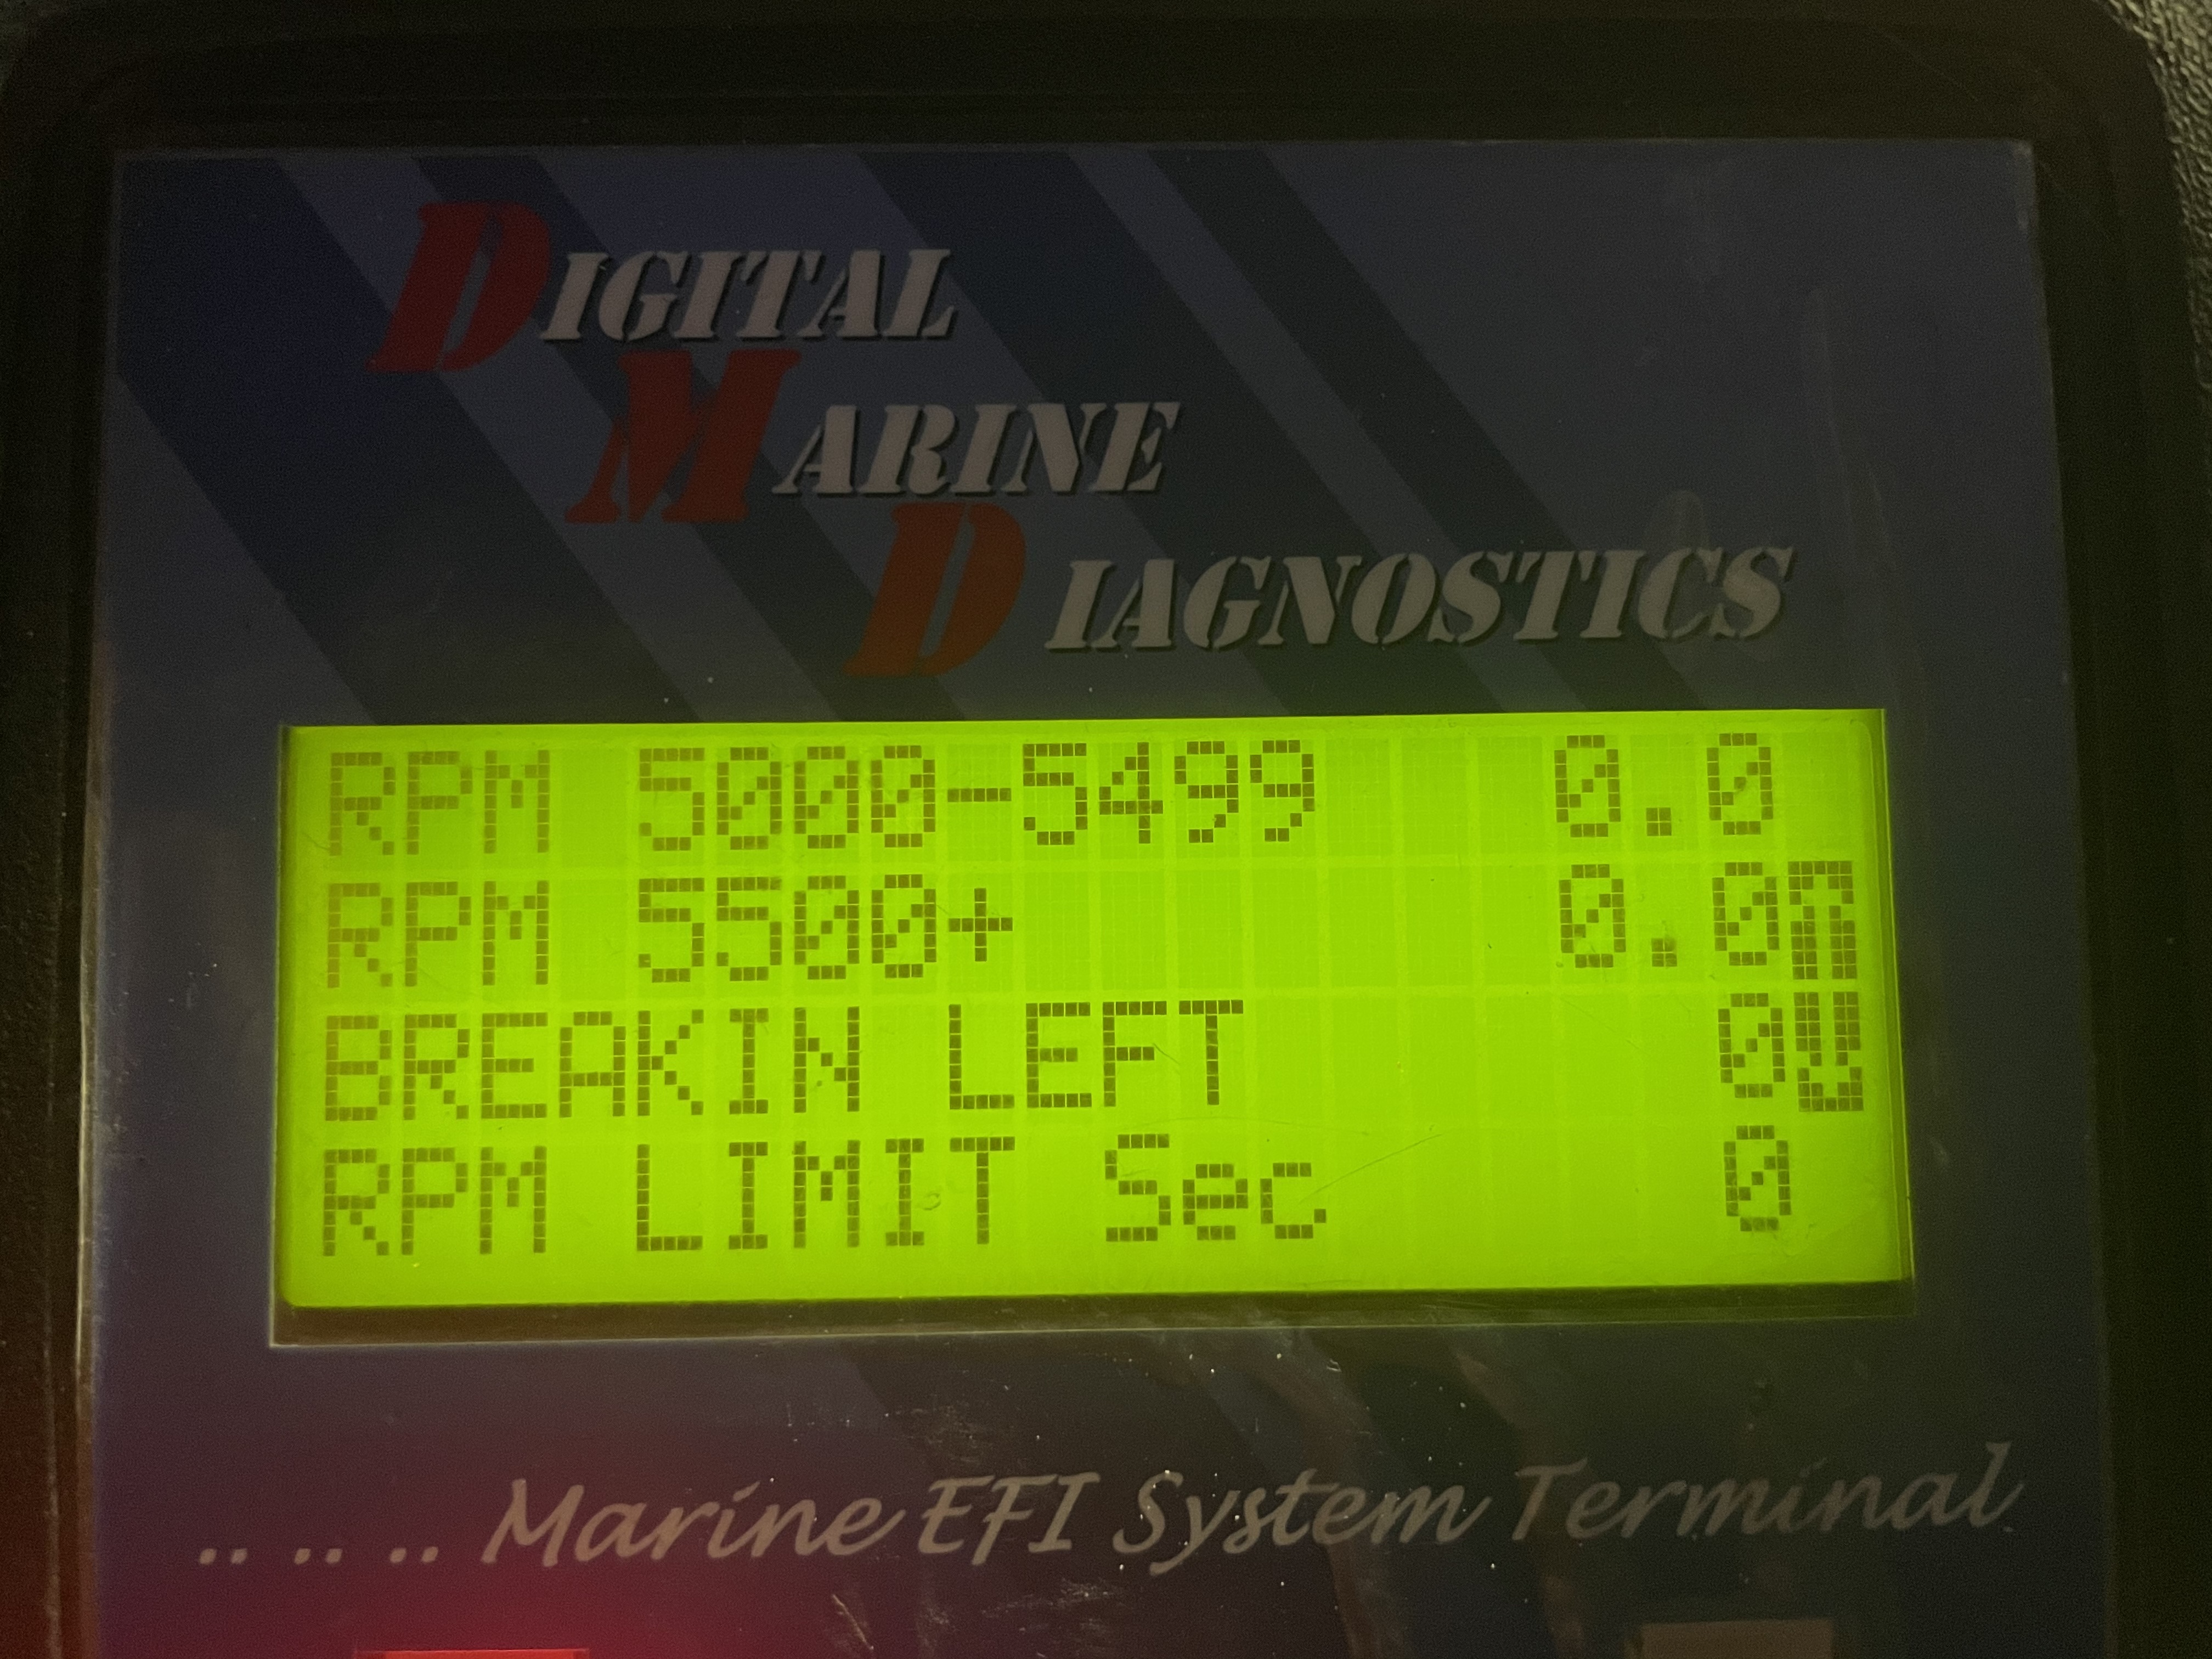 DIGITAL
MARINE
DIAGNOSTICS
RPM 5000-5499 0.0
RPM 5500+ 0.0
BREAKIN LEFT 0
RPM LIMIT Sec 0
.. .. .. Marine EFI System Terminal